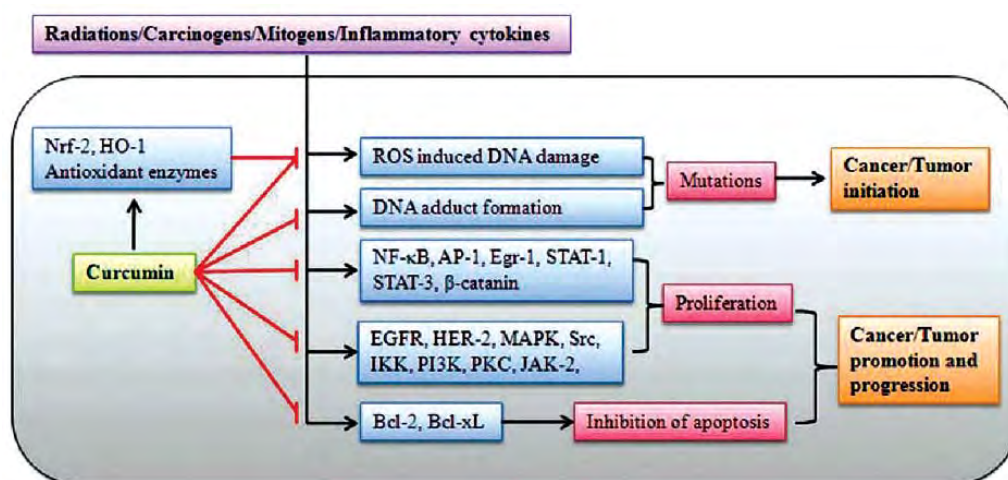 Radiations/Carcinogens/Mitogens/Inflammatory cytokines
Nrf-2, HO-1
Antioxidant enzymes
Curcumin
ROS induced DNA damage
DNA adduct formation
Mutations
Cancer/Tumor
initiation
NF-κB, AP-1, Egr-1, STAT-1,
STAT-3, β-catanin
EGFR, HER-2, MAPK, Src,
IKK, PI3K, PKC, JAK-2,
Proliferation
Bcl-2, Bcl-xL
Inhibition of apoptosis
Cancer/Tumor
promotion and
progression